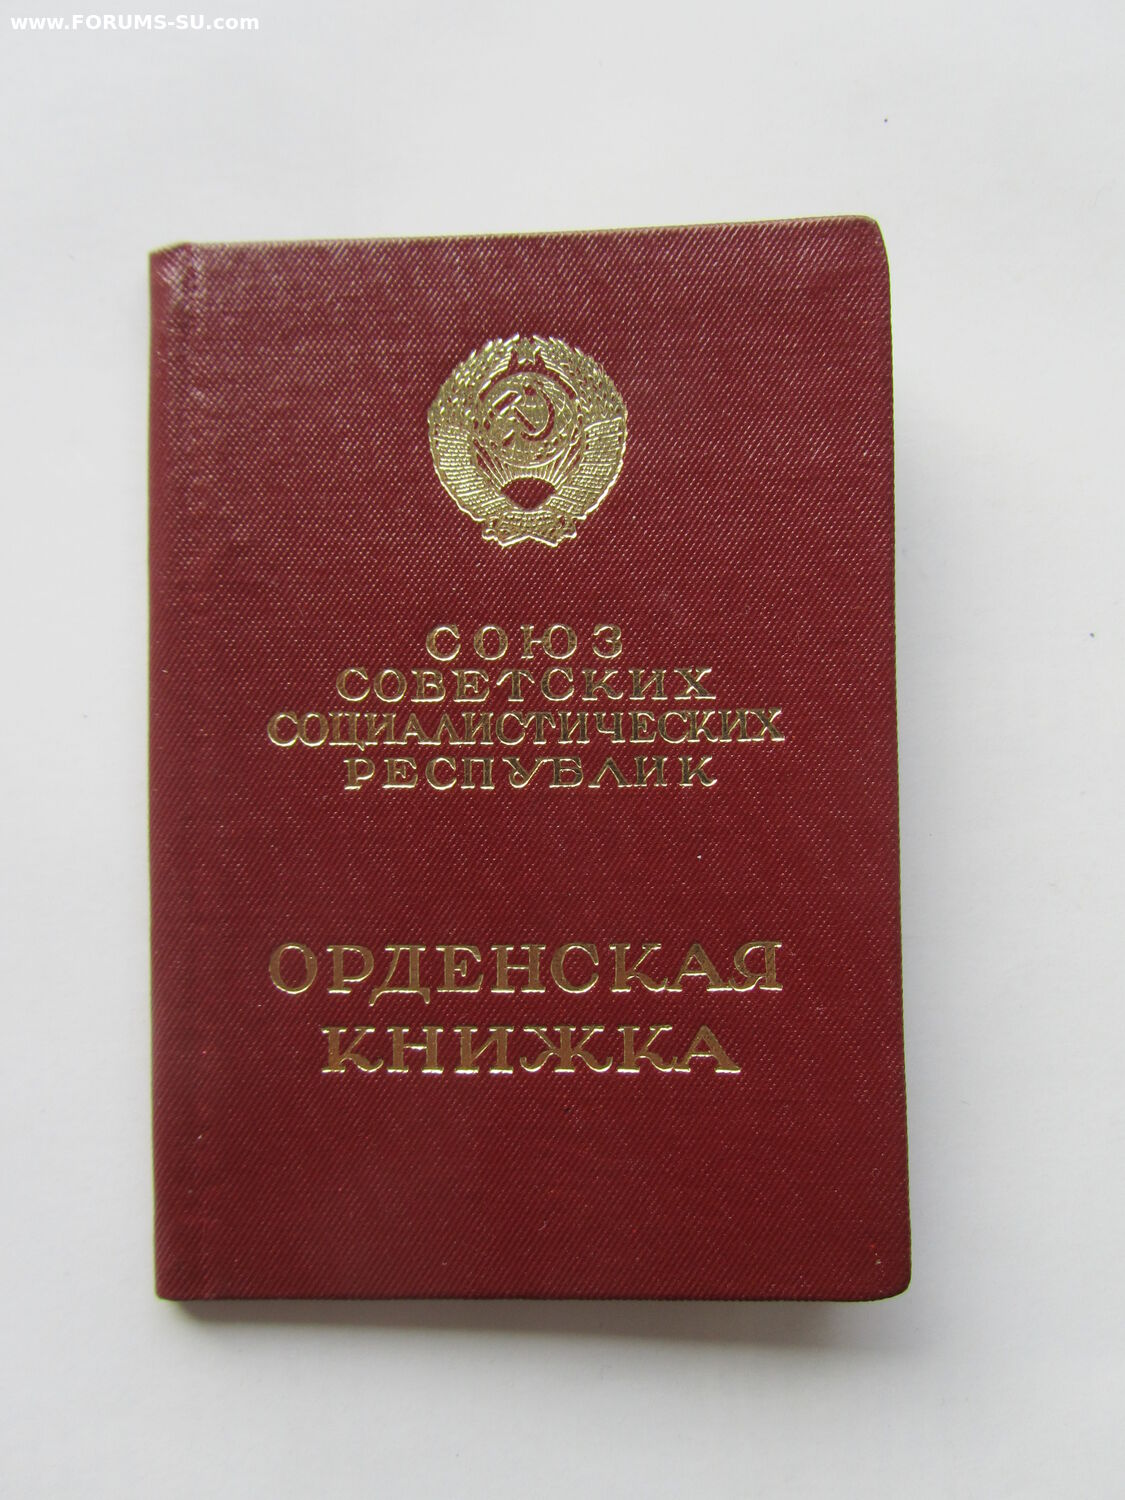 www.FORUMS-SU.com
СОЮЗ
СОВЕТСКИХ
СОЦИАЛИСТИЧЕСКИХ
РЕСПУБЛИК
ОРДЕНСКАЯ
КНИЖКА